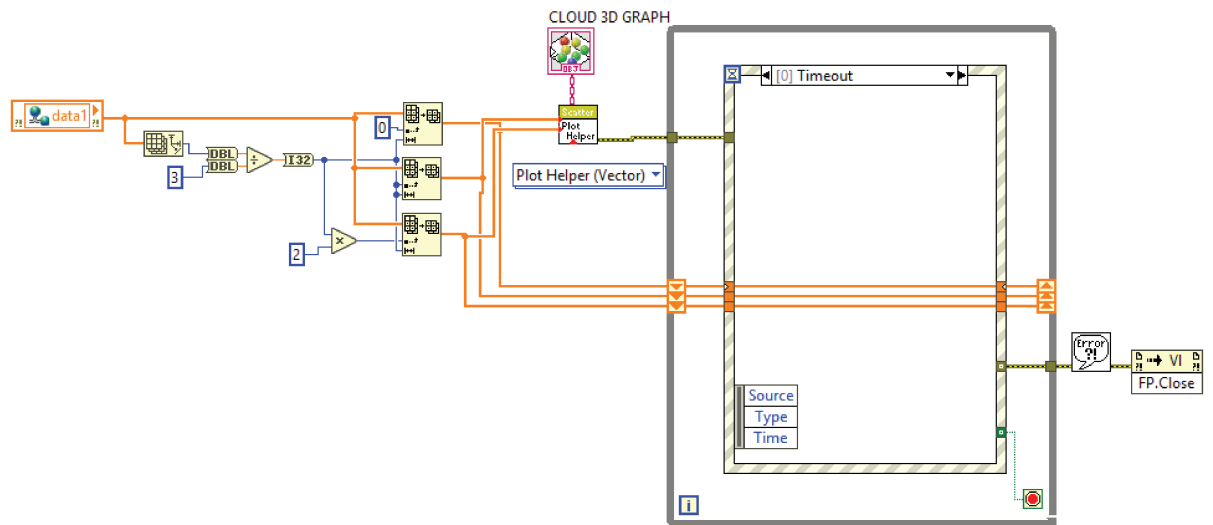 CLOUD 3D GRAPH
OBJ
[0] Timeout
data1
0
Scatter
Plot
Helper
DBL
DBL
I32
3
Plot Helper (Vector)
2
Error
?!
VI
FP.Close
Source
Type
Time
i